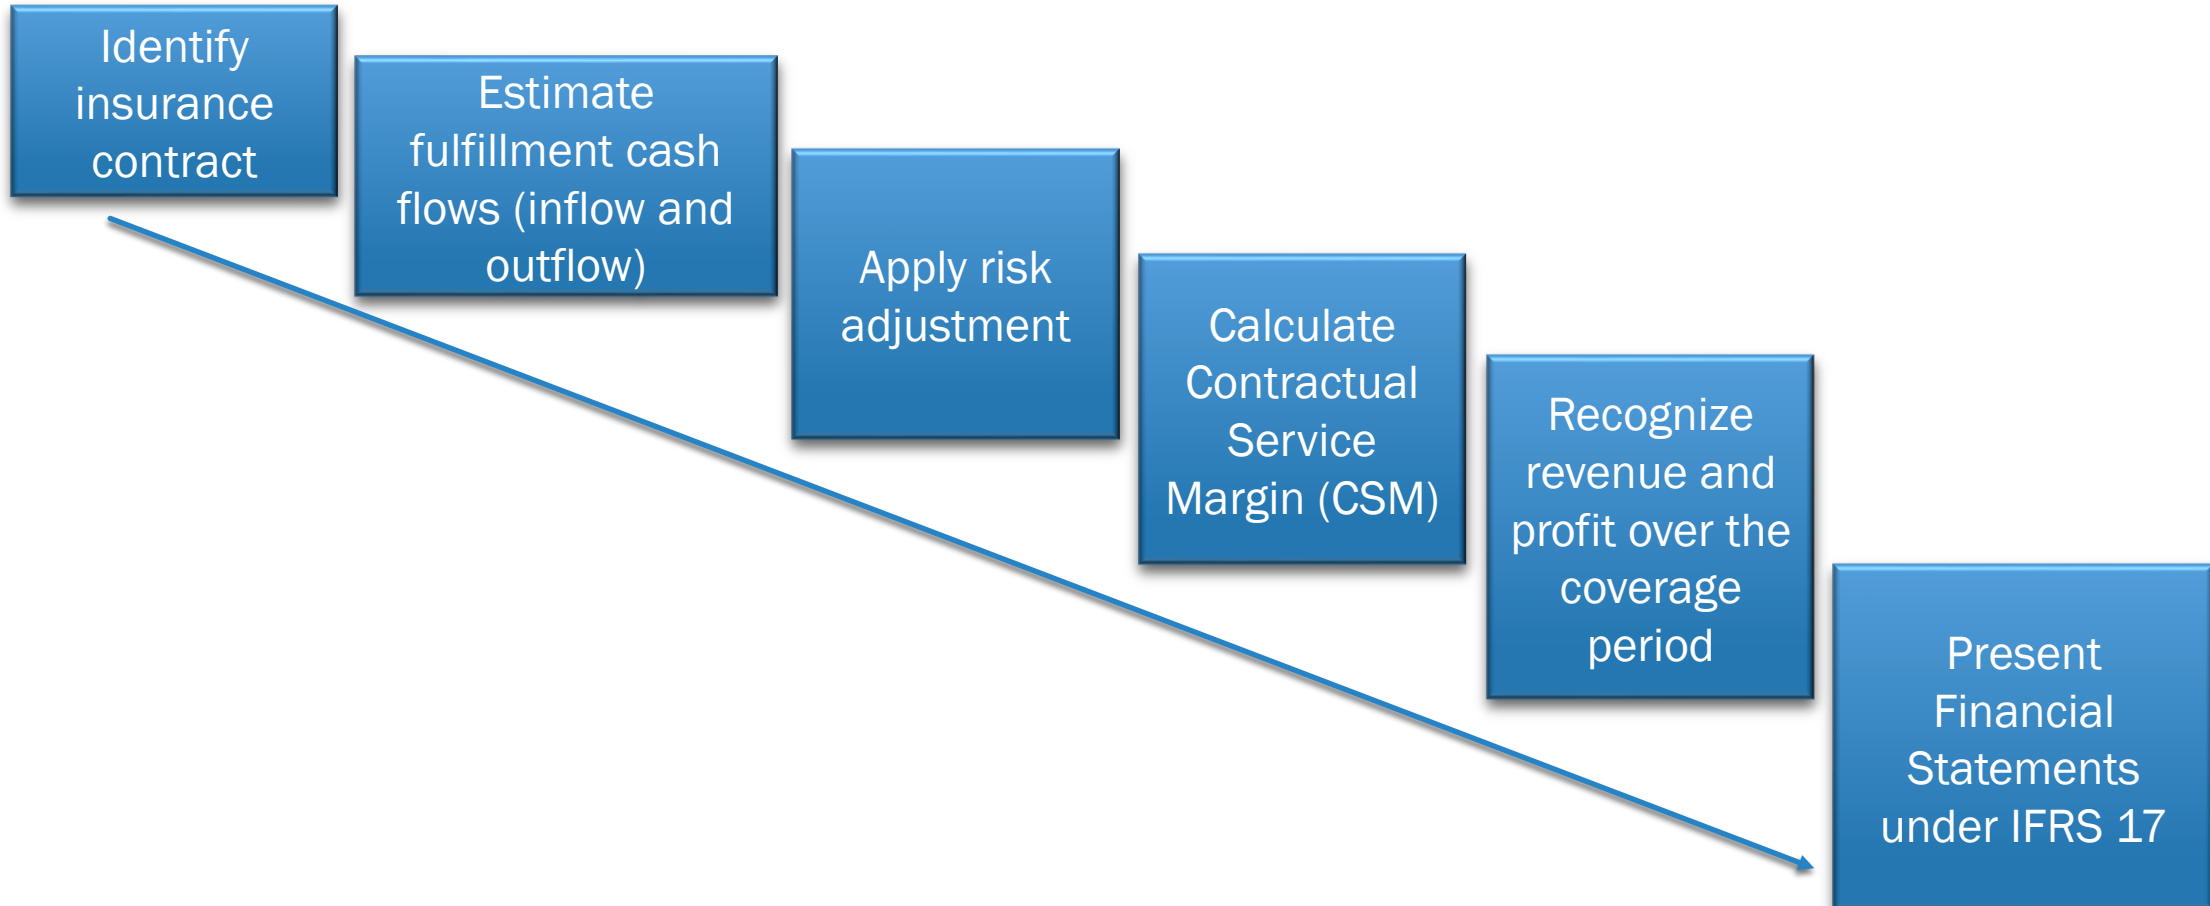 Identify
insurance
contract
Estimate
fulfillment cash
flows (inflow and
outflow)
Apply risk
adjustment
Calculate
Contractual
Service
Margin (CSM)
Recognize
revenue and
profit over the
coverage
period
Present
Financial
Statements
under IFRS 17